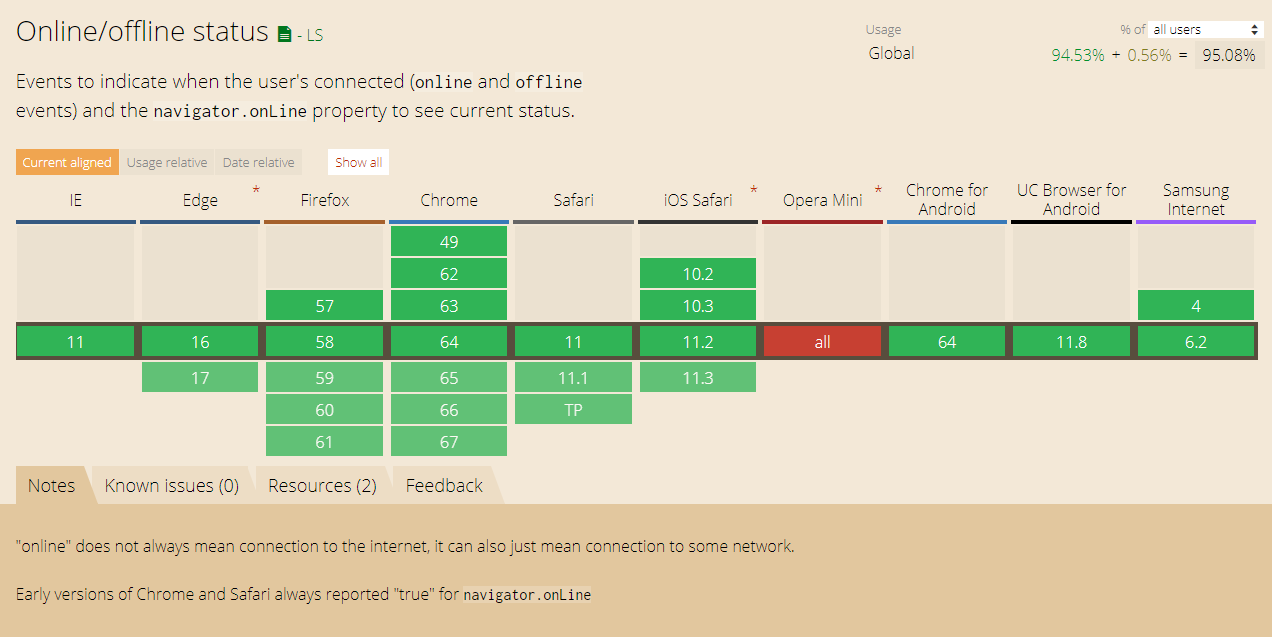 Online/offline status - LS
Usage
% of all users
Global
94.53% + 0.56% = 95.08%
Events to indicate when the user's connected (online and offline
events) and the navigator.onLine property to see current status.
Current aligned Usage relative Date relative Show all
IE Edge * Firefox Chrome Safari iOS Safari * Opera Mini * Chrome for Android UC Browser for Android Samsung Internet
49
62 10.2
57 63 10.3 4
11 16 58 64 11 11.2 all 64 11.8 6.2
17 59 65 11.1 11.3
60 66 TP
61 67
Notes Known issues (0) Resources (2) Feedback
"online" does not always mean connection to the internet, it can also just mean connection to some network.
Early versions of Chrome and Safari always reported "true" for navigator.onLine